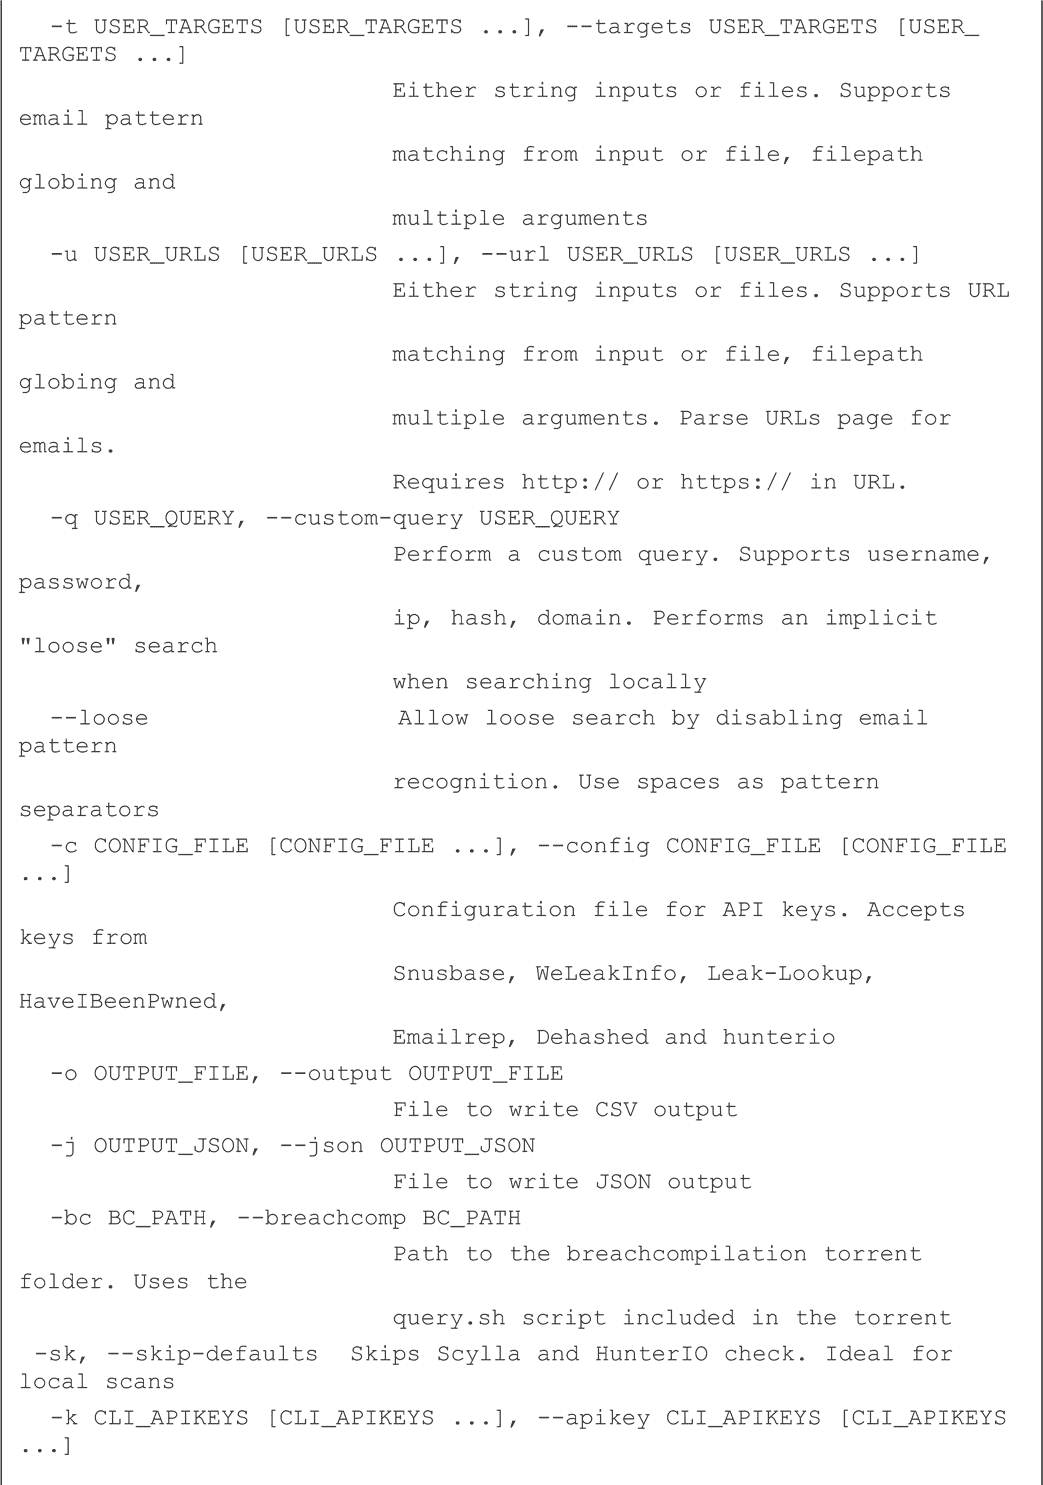 -t USER_TARGETS [USER_TARGETS ...], --targets USER_TARGETS [USER_
TARGETS ...]
Either string inputs or files. Supports
email pattern
matching from input or file, filepath
globing and
multiple arguments
-u USER_URLS [USER_URLS ...], --url USER_URLS [USER_URLS ...]
Either string inputs or files. Supports URL
pattern
matching from input or file, filepath
globing and
multiple arguments. Parse URLs page for
emails.
Requires http:// or https:// in URL.
-q USER_QUERY, --custom-query USER_QUERY
Perform a custom query. Supports username,
password,
ip, hash, domain. Performs an implicit
"loose" search
when searching locally
--loose Allow loose search by disabling email
pattern
recognition. Use spaces as pattern
separators
-c CONFIG_FILE [CONFIG_FILE ...], --config CONFIG_FILE [CONFIG_FILE
...]
Configuration file for API keys. Accepts
keys from
Snusbase, WeLeakInfo, Leak-Lookup,
HaveIBeenPwned,
Emailrep, Dehashed and hunterio
-o OUTPUT_FILE, --output OUTPUT_FILE
File to write CSV output
-j OUTPUT_JSON, --json OUTPUT_JSON
File to write JSON output
-bc BC_PATH, --breachcomp BC_PATH
Path to the breachcompilation torrent
folder. Uses the
query.sh script included in the torrent
-sk, --skip-defaults Skips Scylla and HunterIO check. Ideal for
local scans
-k CLI_APIKEYS [CLI_APIKEYS ...], --apikey CLI_APIKEYS [CLI_APIKEYS
...]